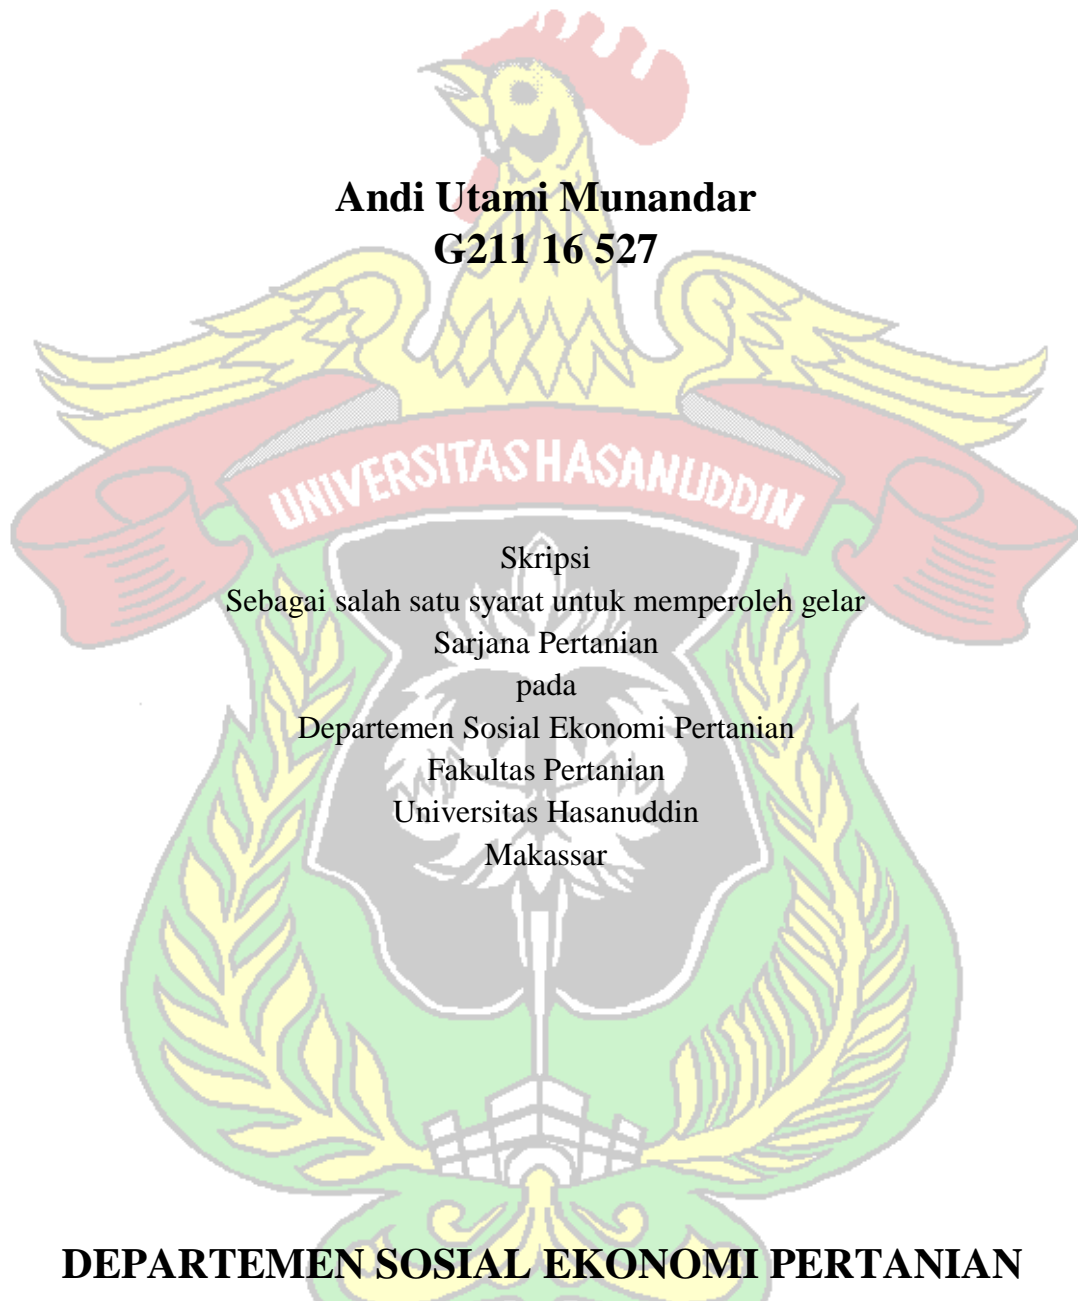 Andi Utami Munandar
G211 16 527
UNIVERSITAS HASANUDDIN
Skripsi
Sebagai salah satu syarat untuk memperoleh gelar
Sarjana Pertanian
pada
Departemen Sosial Ekonomi Pertanian
Fakultas Pertanian
Universitas Hasanuddin
Makassar
DEPARTEMEN SOSIAL EKONOMI PERTANIAN